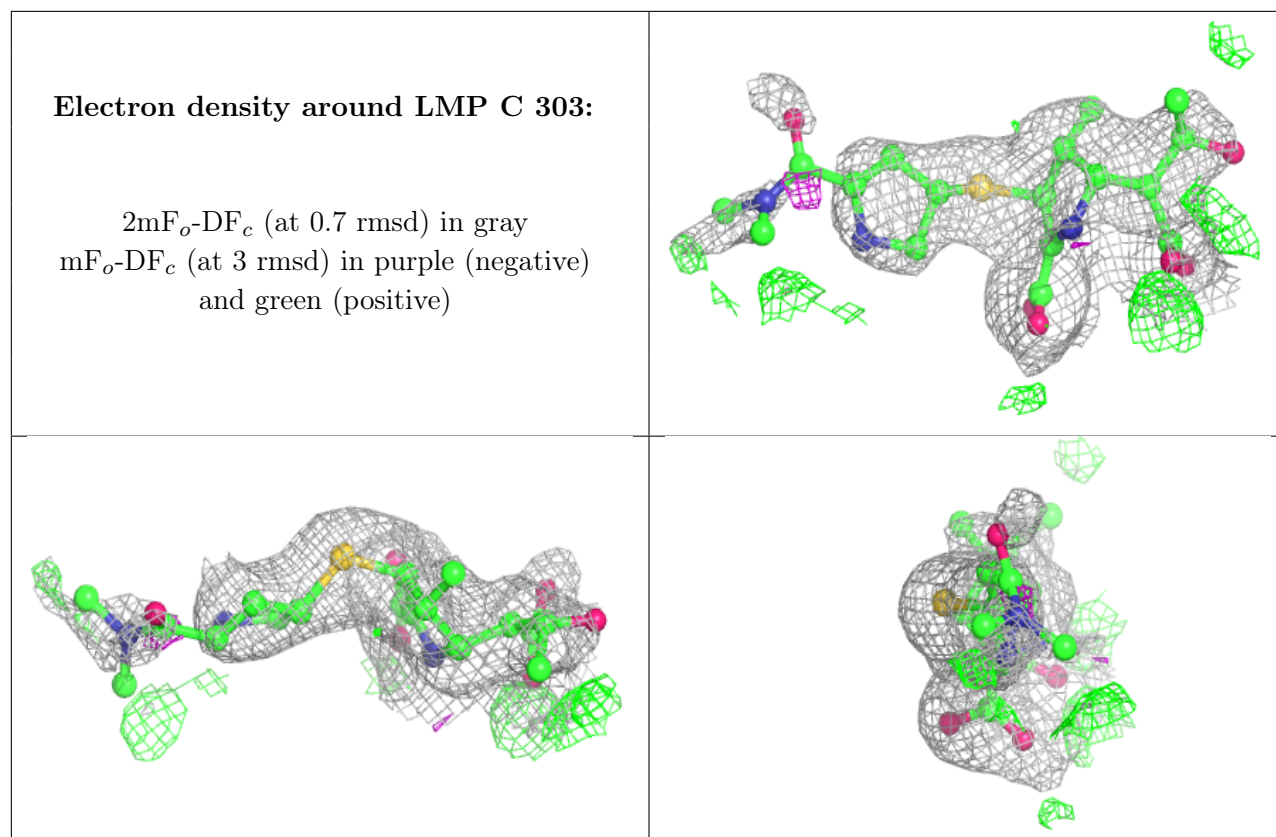 Electron density around LMP C 303:
2mFₒ-DF𝒸 (at 0.7 rmsd) in gray
mFₒ-DF𝒸 (at 3 rmsd) in purple (negative)
and green (positive)